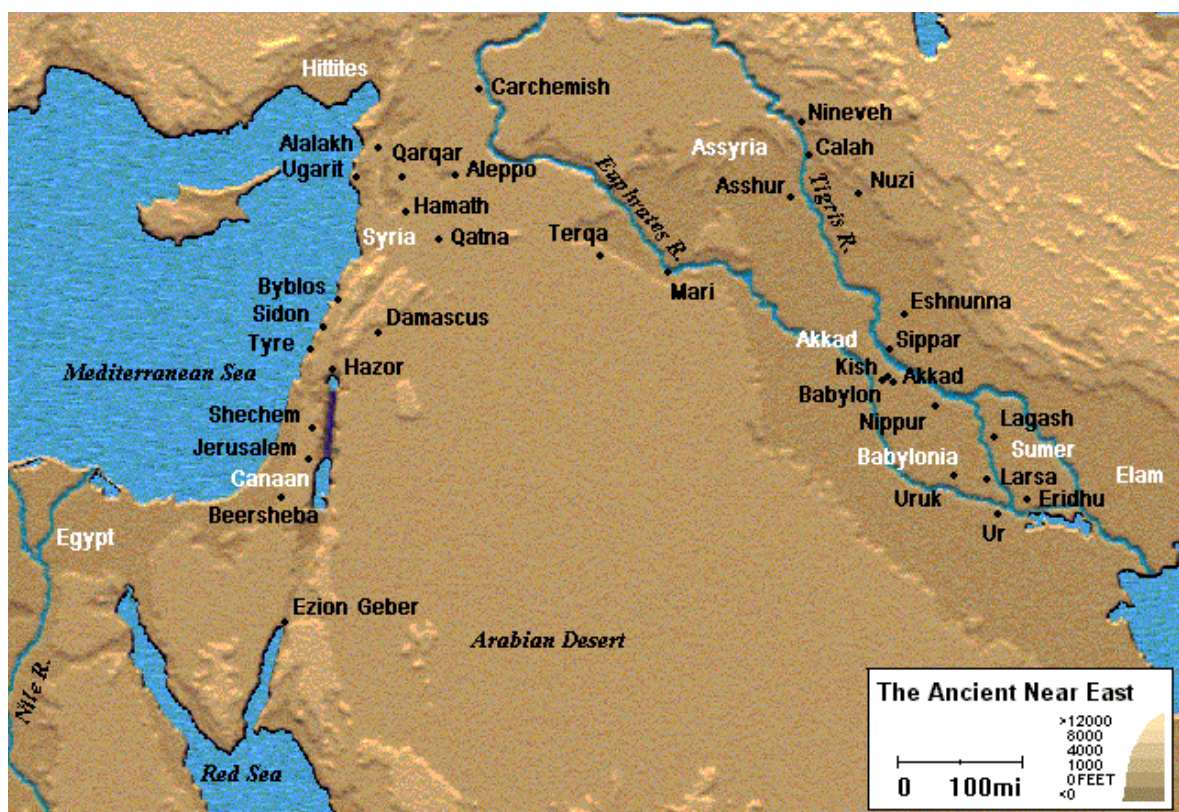 Hittites
Carchemish
Nineveh
Alalakh
Qarqar
Assyria
Calah
Ugarit
Aleppo
Asshur
Nuzi
Euphrates R.
Tigris R.
Hamath
Syria
Qatna
Terqa
Mari
Byblos
Eshnunna
Sidon
Damascus
Tyre
Akkad
Sippar
Mediterranean Sea
Hazor
Kish
Akkad
Babylon
Nippur
Shechem
Lagash
Jerusalem
Sumer
Canaan
Babylonia
Larsa
Elam
Beersheba
Uruk
Eridhu
Egypt
Ur
Ezion Geber
Arabian Desert
Nile R.
Red Sea
The Ancient Near East
>12000
8000
4000
1000
0 FEET
<0
0 100mi